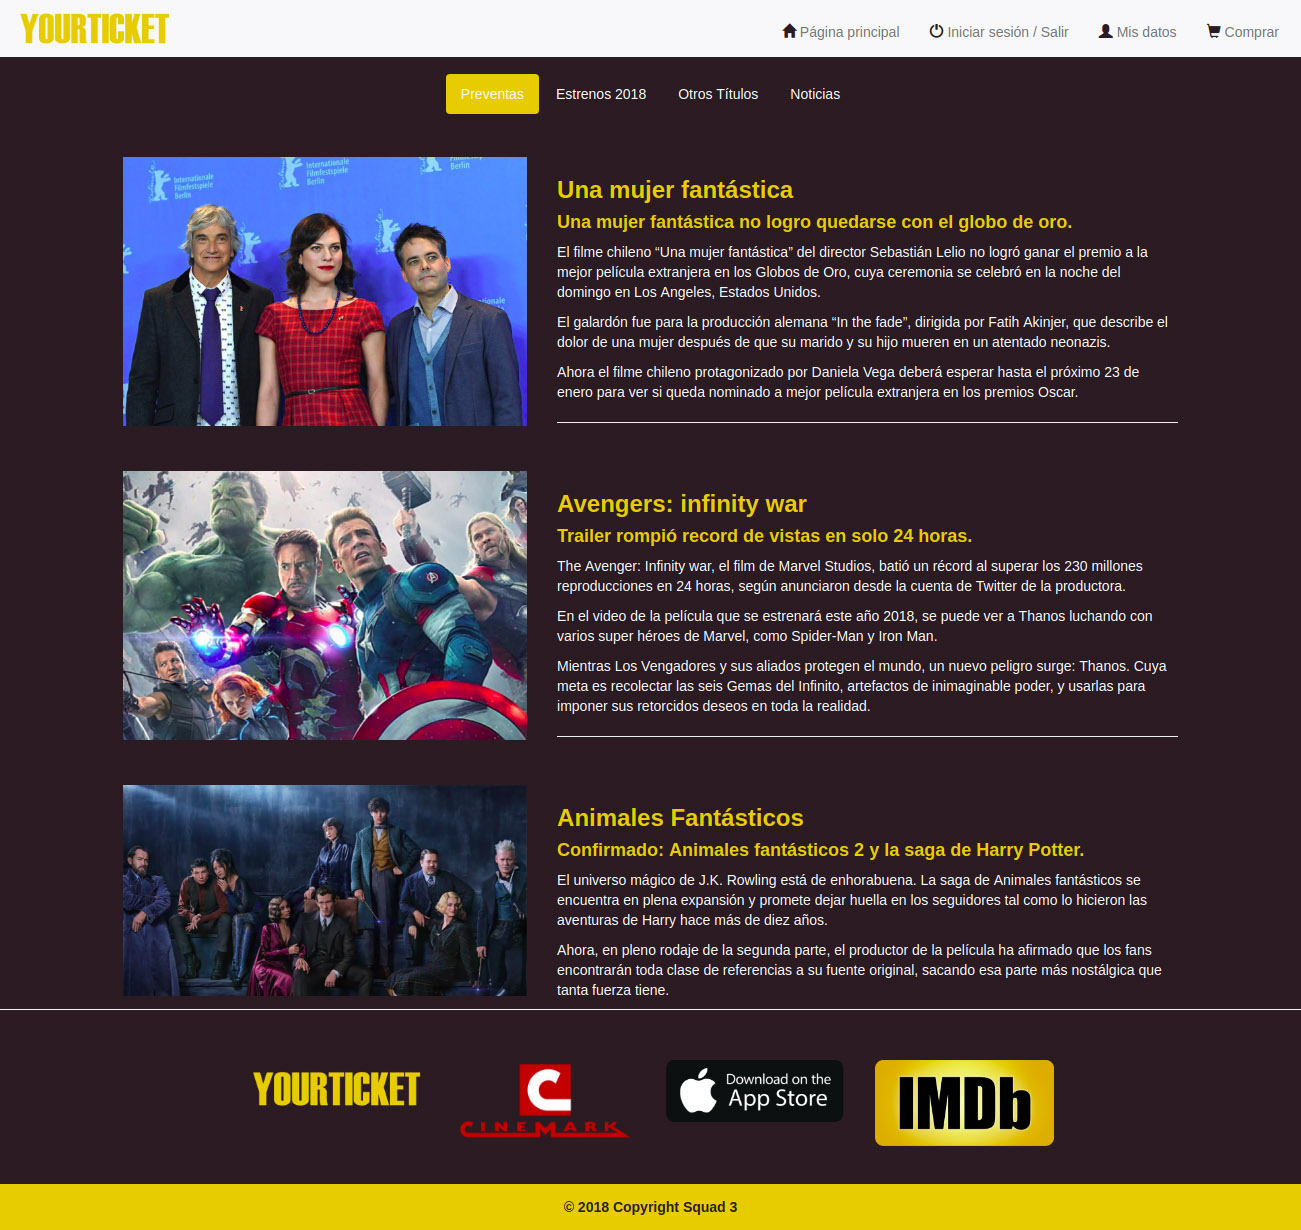 YOURTICKET
Página principal
Iniciar sesión / Salir
Mis datos
Comprar
Preventas
Estrenos 2018
Otros Títulos
Noticias
Internationale
Filmfestspiele
Berlin
Internationale
Filmfestspiele
Berlin
Filmfestspiele
Berlin
Una mujer fantástica
Una mujer fantástica no logro quedarse con el globo de oro.
El filme chileno “Una mujer fantástica” del director Sebastián Lelio no logró ganar el premio a la
mejor película extranjera en los Globos de Oro, cuya ceremonia se celebró en la noche del
domingo en Los Angeles, Estados Unidos.
El galardón fue para la producción alemana “In the fade”, dirigida por Fatih Akinjer, que describe el
dolor de una mujer después de que su marido y su hijo mueren en un atentado neonazis.
Ahora el filme chileno protagonizado por Daniela Vega deberá esperar hasta el próximo 23 de
enero para ver si queda nominado a mejor película extranjera en los premios Oscar.
Avengers: infinity war
Trailer rompió record de vistas en solo 24 horas.
The Avenger: Infinity war, el film de Marvel Studios, batió un récord al superar los 230 millones
reproducciones en 24 horas, según anunciaron desde la cuenta de Twitter de la productora.
En el video de la película que se estrenará este año 2018, se puede ver a Thanos luchando con
varios super héroes de Marvel, como Spider-Man y Iron Man.
Mientras Los Vengadores y sus aliados protegen el mundo, un nuevo peligro surge: Thanos. Cuya
meta es recolectar las seis Gemas del Infinito, artefactos de inimaginable poder, y usarlas para
imponer sus retorcidos deseos en toda la realidad.
Animales Fantásticos
Confirmado: Animales fantásticos 2 y la saga de Harry Potter.
El universo mágico de J.K. Rowling está de enhorabuena. La saga de Animales fantásticos se
encuentra en plena expansión y promete dejar huella en los seguidores tal como lo hicieron las
aventuras de Harry hace más de diez años.
Ahora, en pleno rodaje de la segunda parte, el productor de la película ha afirmado que los fans
encontrarán toda clase de referencias a su fuente original, sacando esa parte más nostálgica que
tanta fuerza tiene.
YOURTICKET
CINEMARK
Download on the
App Store
IMDb
© 2018 Copyright Squad 3